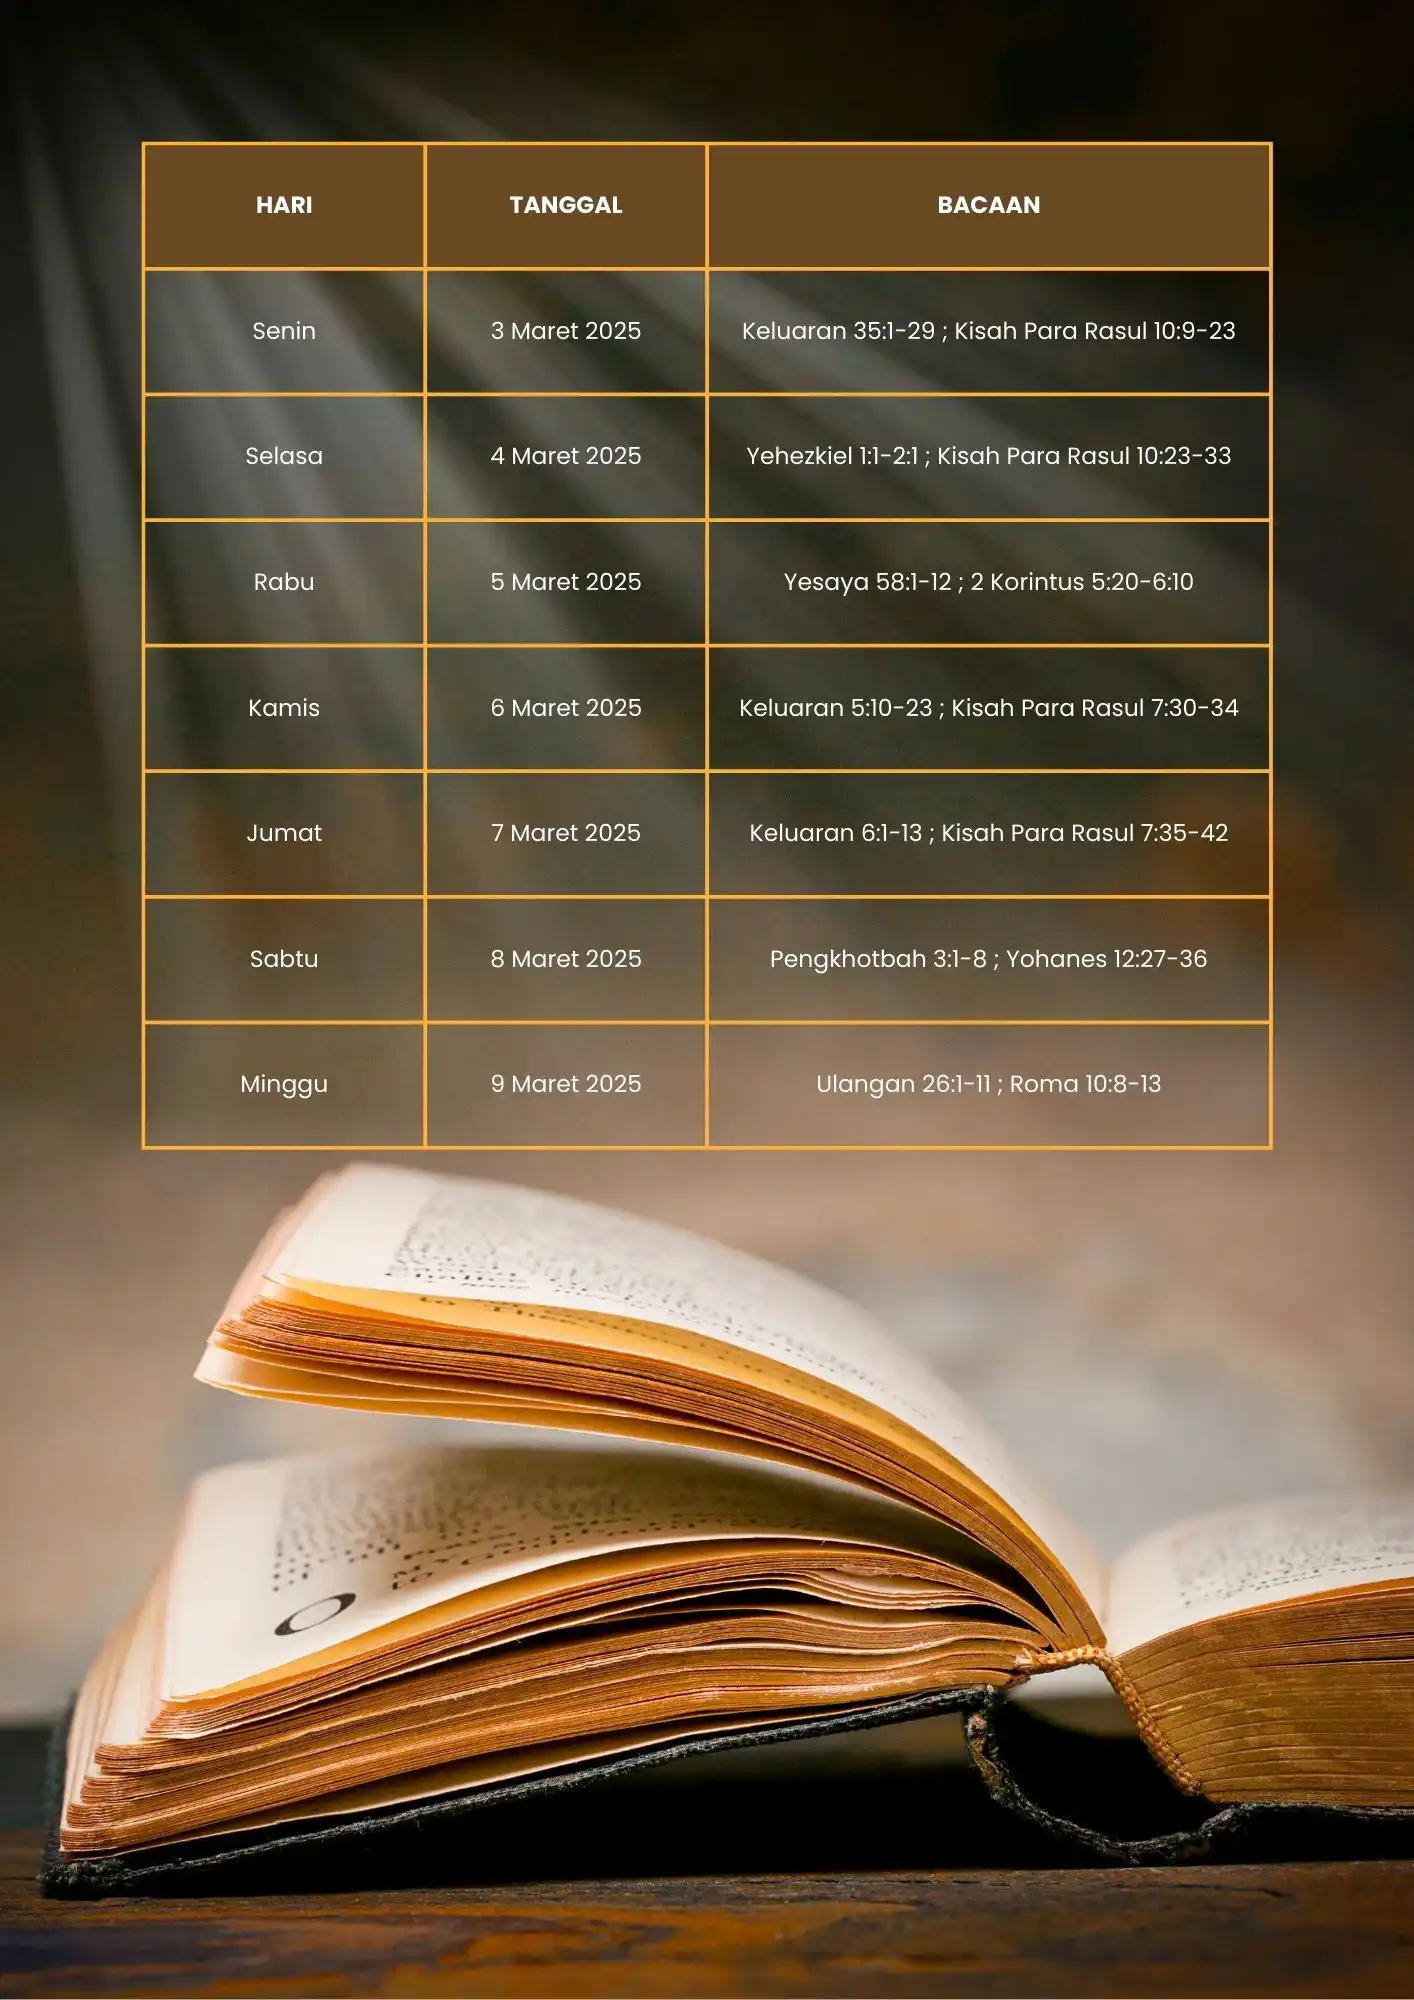 HARI TANGGAL BACAAN
Senin 3 Maret 2025 Keluaran 35:1-29 ; Kisah Para Rasul 10:9-23
Selasa 4 Maret 2025 Yehezkiel 1:1-2:1 ; Kisah Para Rasul 10:23-33
Rabu 5 Maret 2025 Yesaya 58:1-12 ; 2 Korintus 5:20-6:10
Kamis 6 Maret 2025 Keluaran 5:10-23 ; Kisah Para Rasul 7:30-34
Jumat 7 Maret 2025 Keluaran 6:1-13 ; Kisah Para Rasul 7:35-42
Sabtu 8 Maret 2025 Pengkhotbah 3:1-8 ; Yohanes 12:27-36
Minggu 9 Maret 2025 Ulangan 26:1-11 ; Roma 10:8-13